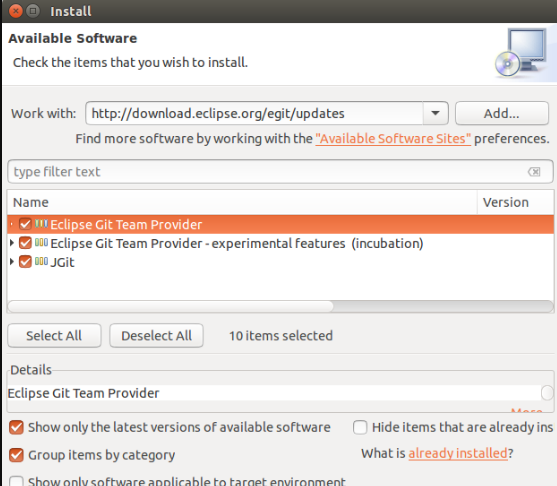 Install
Available Software
Check the items that you wish to install.
Work with: http://download.eclipse.org/egit/updates Add...
Find more software by working with the "Available Software Sites" preferences.
type filter text
Name Version
Eclipse Git Team Provider
Eclipse Git Team Provider - experimental features (incubation)
JGit
Select All Deselect All 10 items selected
Details
Eclipse Git Team Provider
More...
Show only the latest versions of available software Hide items that are already ins
Group items by category What is already installed?
Show only software applicable to target environment